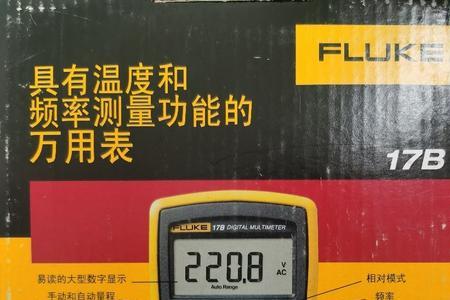 FLUKE
具有温度和
频率测量功能的
万用表
17B
FLUKE 17B DIGITAL MULTIMETER
220.8 V AC
Auto Range
易读的大型数字显示
手动和自动量程
相对模式
频率